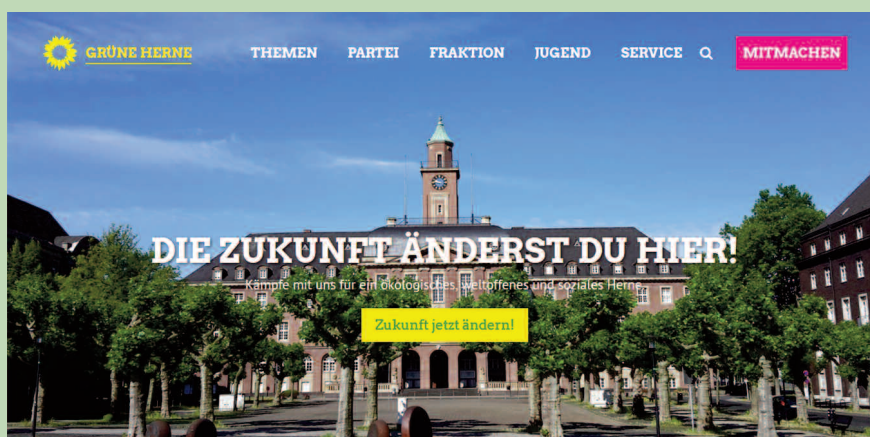 GRÜNE HERNE
THEMEN PARTEI FRAKTION JUGEND SERVICE MITMACHEN
DIE ZUKUNFT ÄNDERST DU HIER!
Kämpfe mit uns für ein ökologisches, weltoffenes und soziales Herne.
Zukunft jetzt ändern!